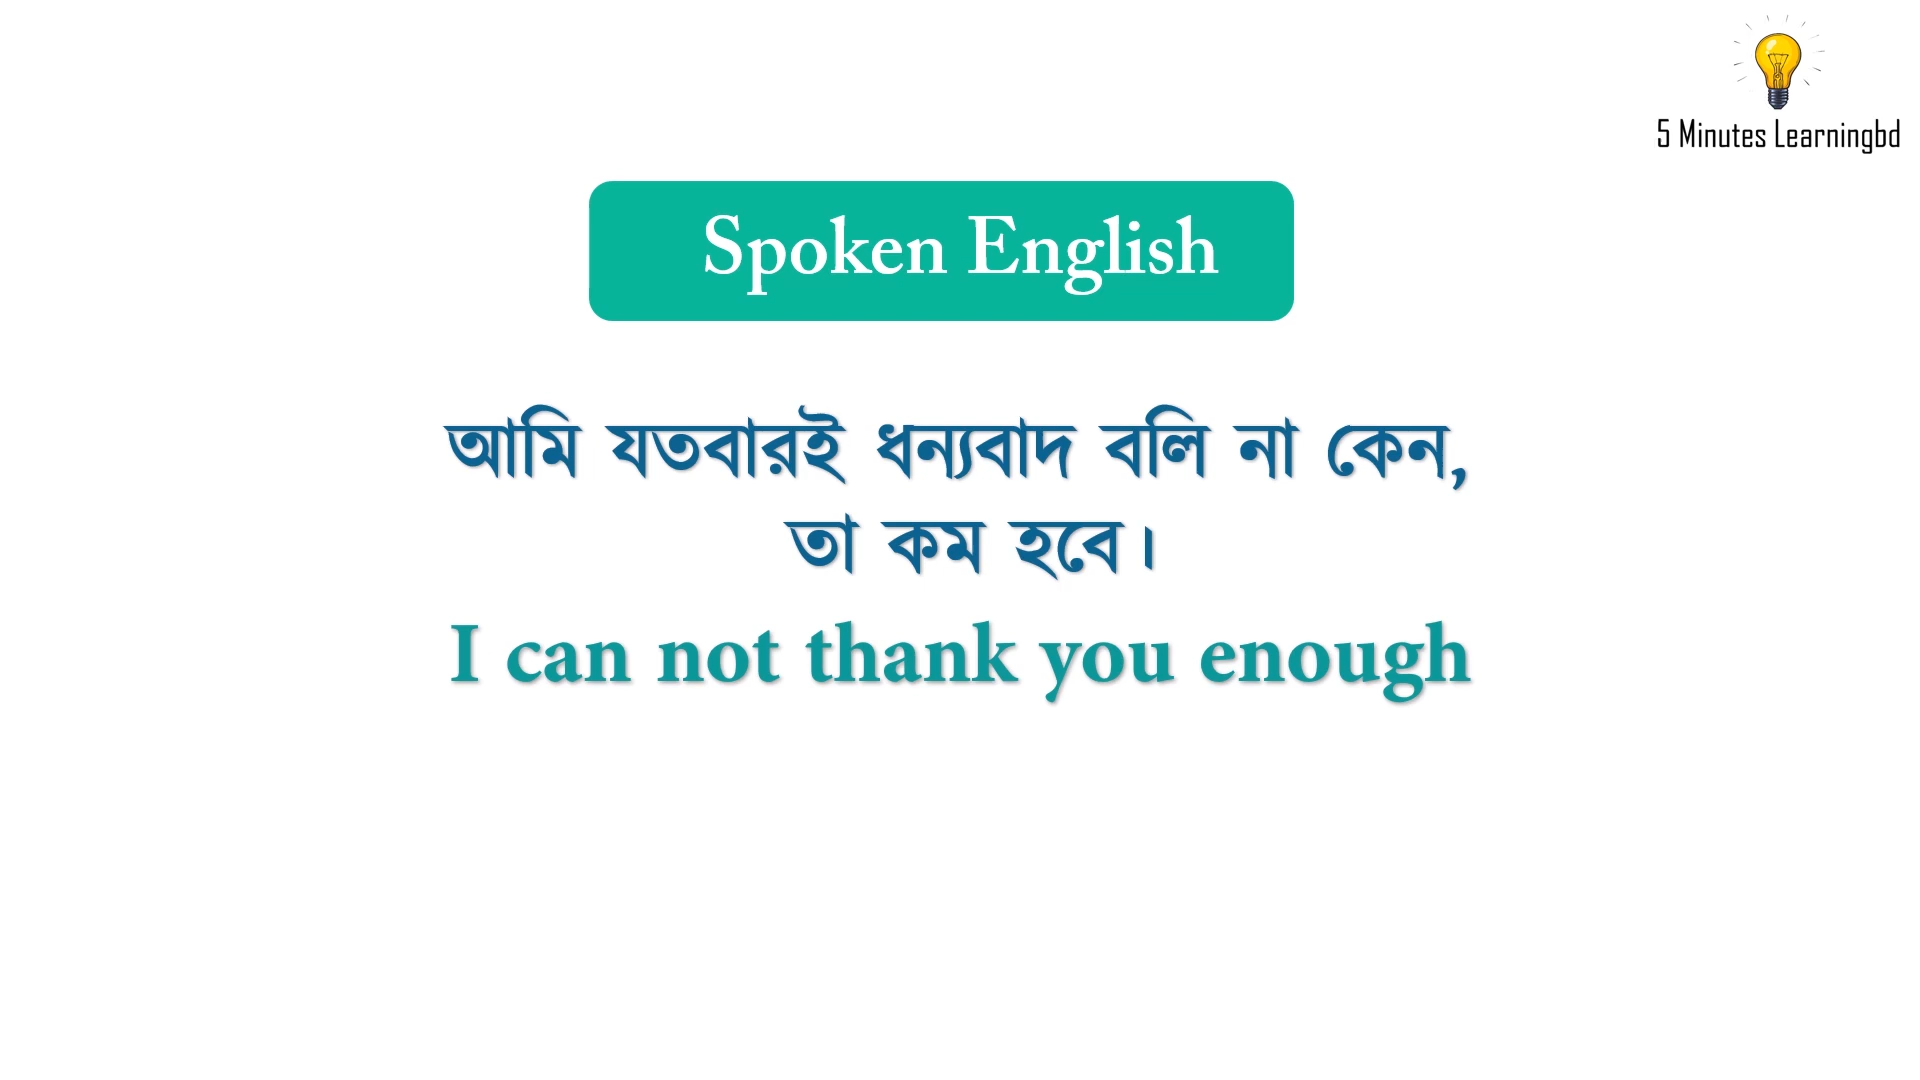 5 Minutes Learningbd
Spoken English
আমি যতবারই ধন্যবাদ বলি না কেন,
তা কম হবে।
I can not thank you enough